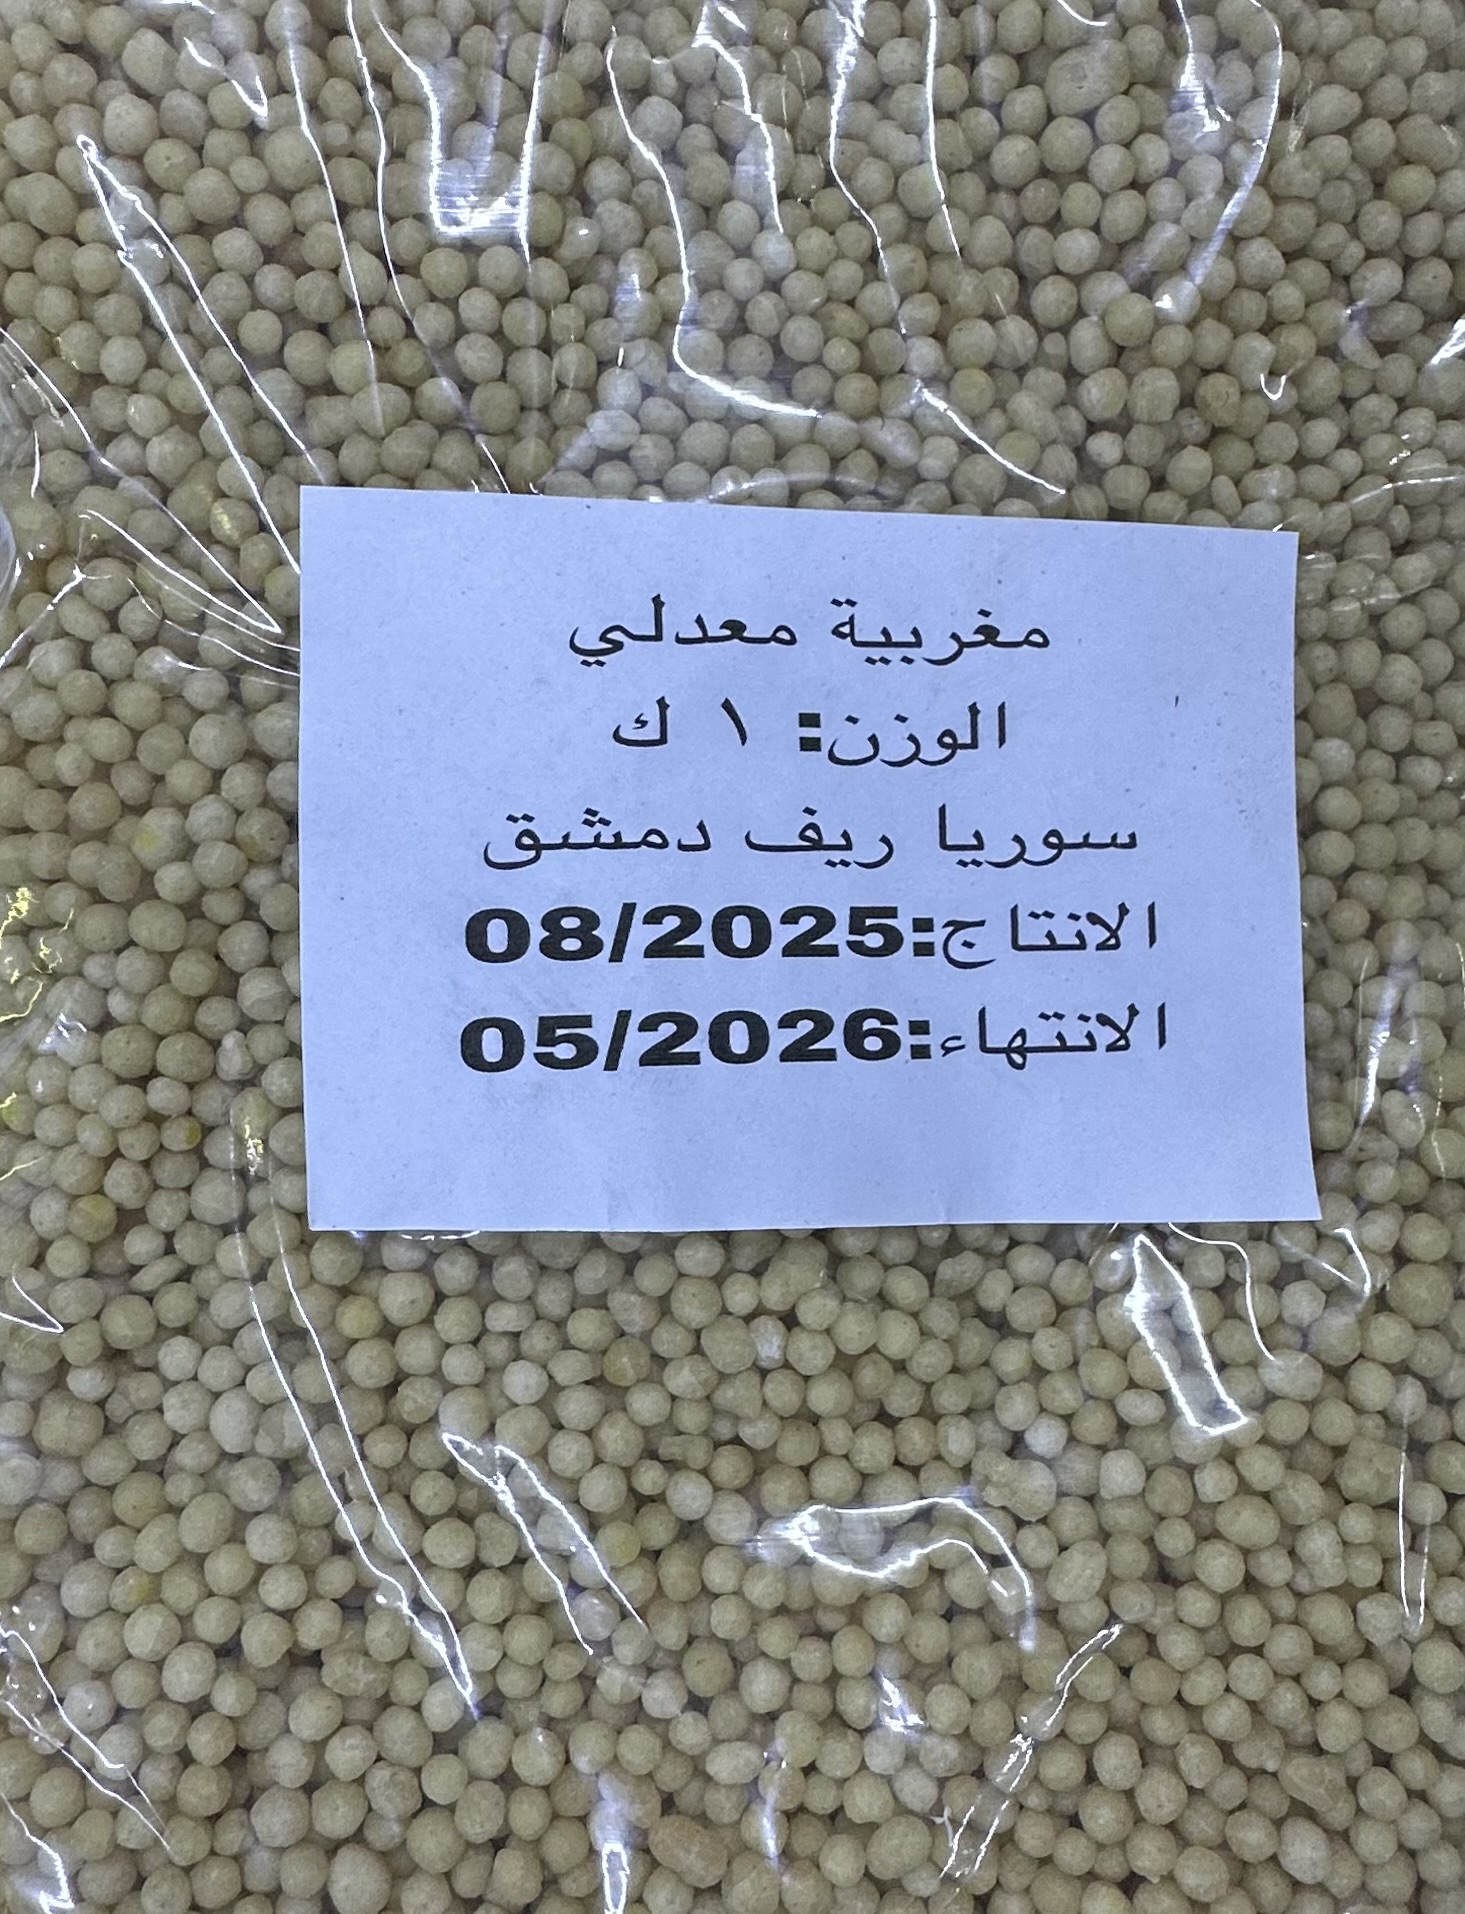 مغربية معدلي
الوزن: ١ ك
سوريا ريف دمشق
الانتاج:08/2025
الانتهاء:05/2026